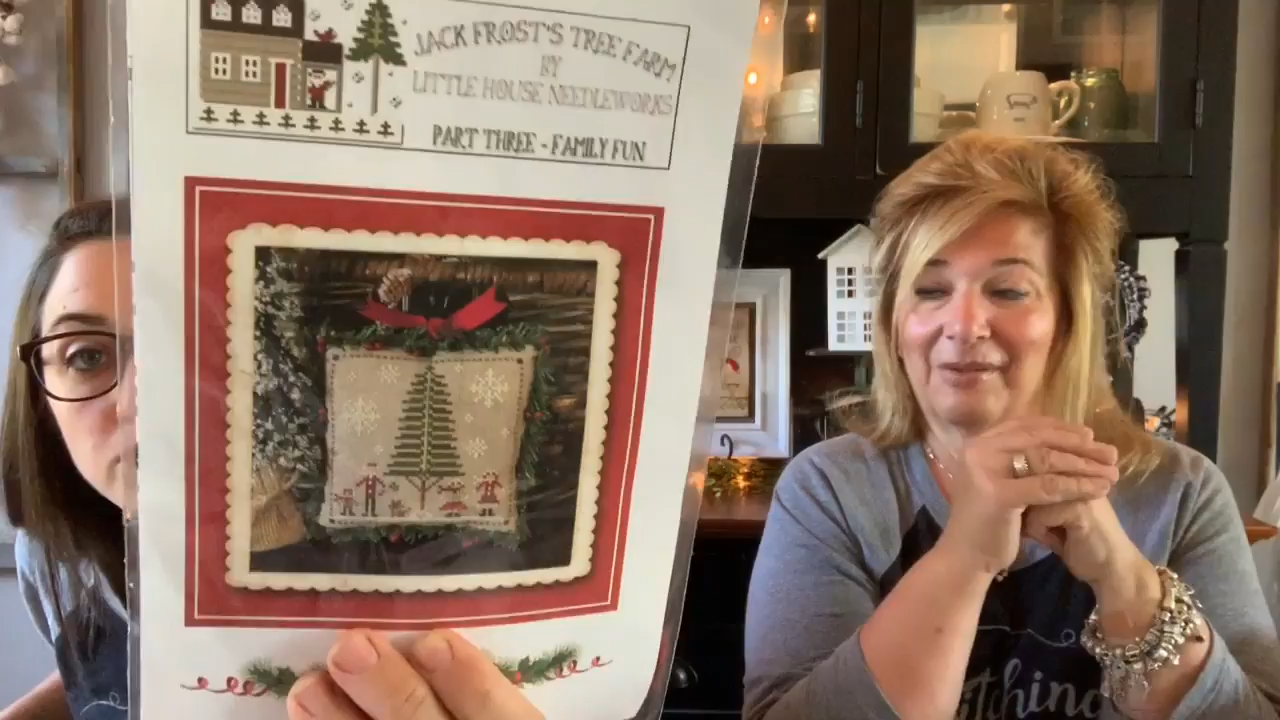 JACK FROST'S TREE FARM
BY
LITTLE HOUSE NEEDLEWORKS
PART THREE - FAMILY FUN